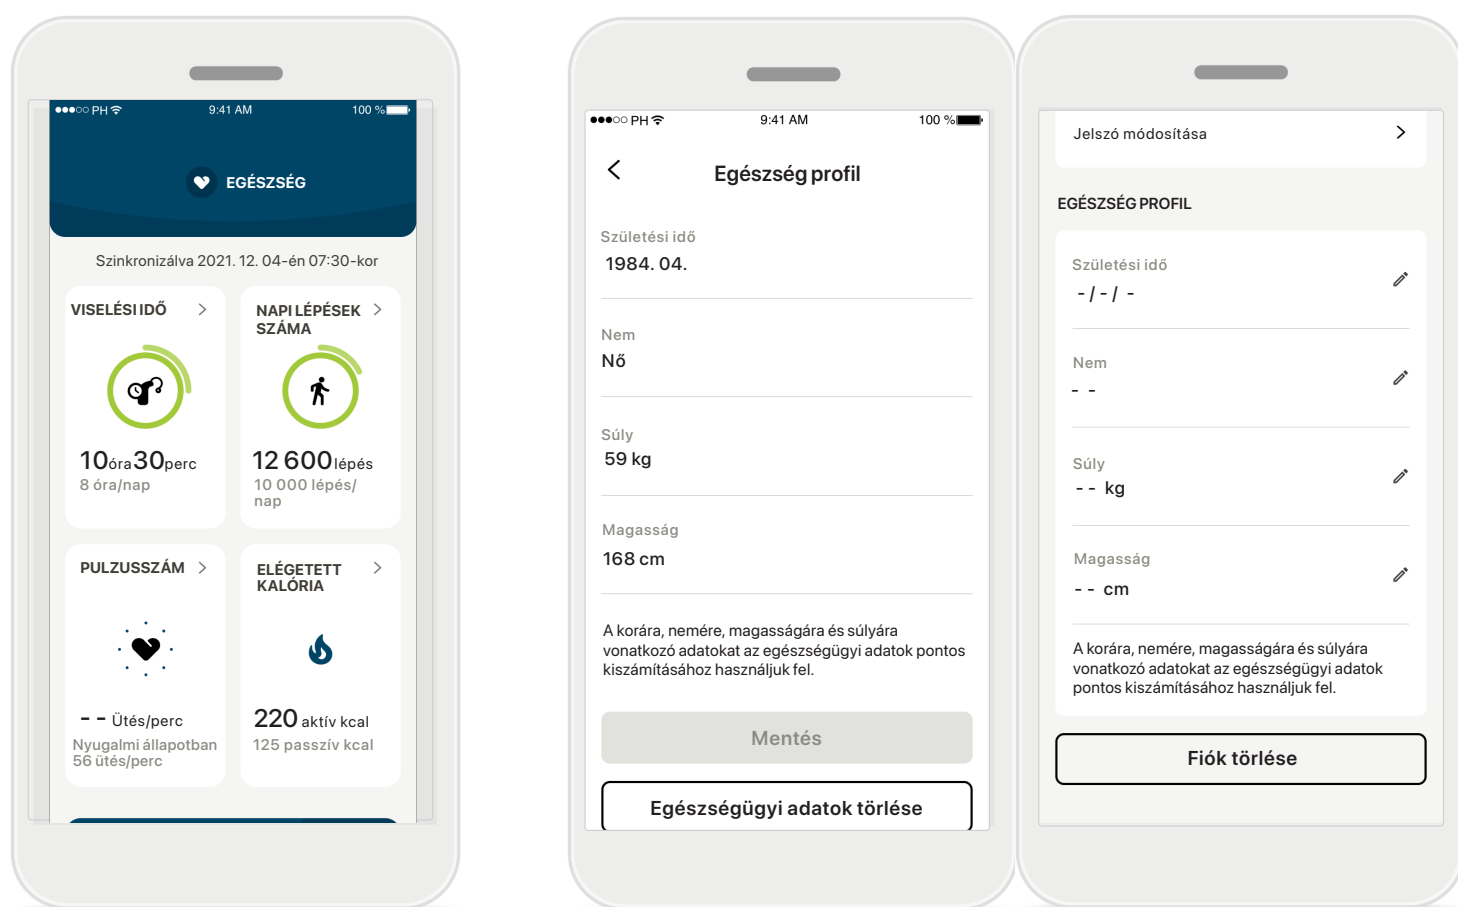 PH 9:41 AM 100 %
EGÉSZSÉG
Szinkronizálva 2021. 12. 04-én 07:30-kor
VISELÉSI IDŐ
10óra30perc
8 óra/nap
NAPI LÉPÉSEK
SZÁMA
12 600 lépés
10 000 lépés/
nap
PULZUSSZÁM
- - Ütés/perc
Nyugalmi állapotban
56 ütés/perc
ELÉGETETT
KALÓRIA
220 aktív kcal
125 passzív kcal
PH 9:41 AM 100 %
Egészség profil
Születési idő
1984. 04.
Nem
Nő
Súly
59 kg
Magasság
168 cm
A korára, nemére, magasságára és súlyára
vonatkozó adatokat az egészségügyi adatok pontos
kiszámításához használjuk fel.
Mentés
Egészségügyi adatok törlése
Jelszó módosítása
EGÉSZSÉG PROFIL
Születési idő
- / - / -
Nem
- -
Súly
- - kg
Magasság
- - cm
A korára, nemére, magasságára és súlyára
vonatkozó adatokat az egészségügyi adatok
pontos kiszámításához használjuk fel.
Fiók törlése